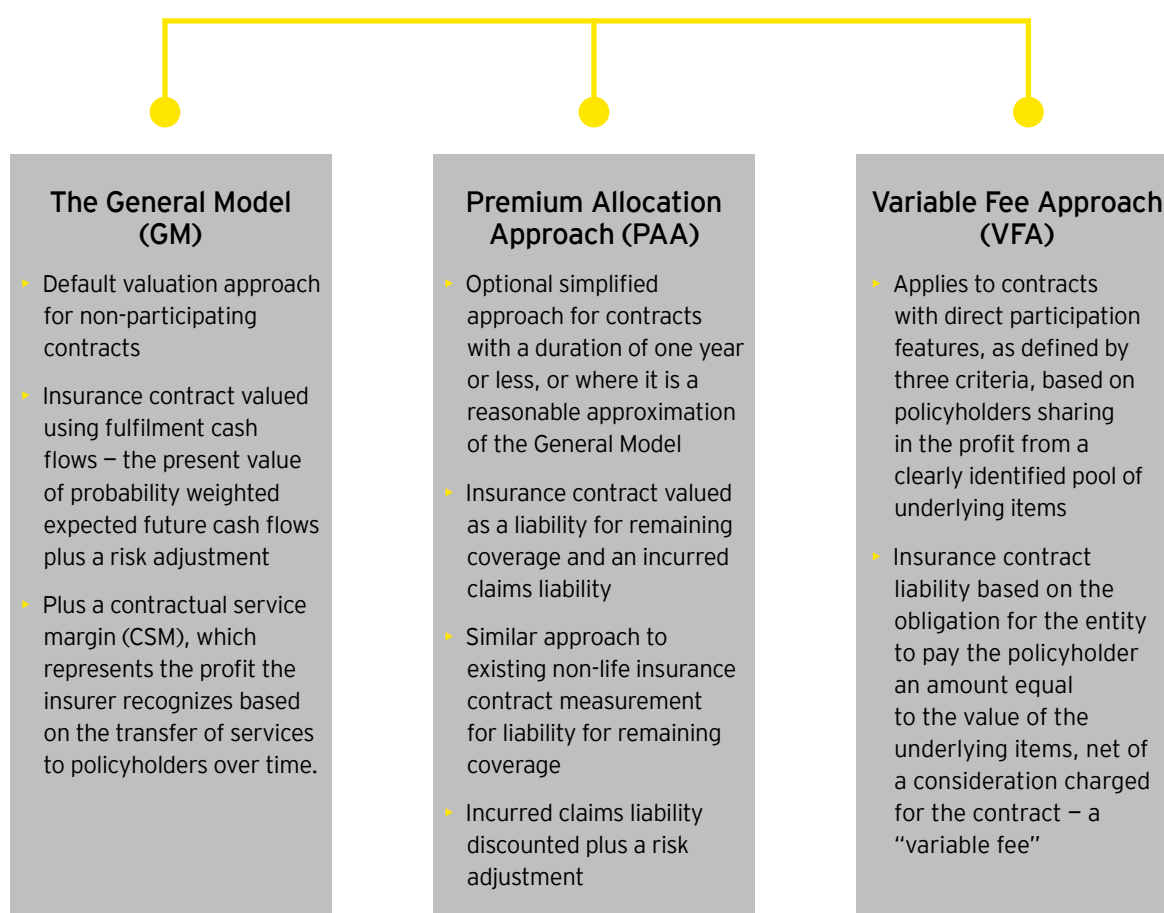 The General Model
(GM)
‣ Default valuation approach
for non-participating
contracts
‣ Insurance contract valued
using fulfilment cash
flows – the present value
of probability weighted
expected future cash flows
plus a risk adjustment
‣ Plus a contractual service
margin (CSM), which
represents the profit the
insurer recognizes based
on the transfer of services
to policyholders over time.
Premium Allocation
Approach (PAA)
‣ Optional simplified
approach for contracts
with a duration of one year
or less, or where it is a
reasonable approximation
of the General Model
‣ Insurance contract valued
as a liability for remaining
coverage and an incurred
claims liability
‣ Similar approach to
existing non-life insurance
contract measurement
for liability for remaining
coverage
‣ Incurred claims liability
discounted plus a risk
adjustment
Variable Fee Approach
(VFA)
‣ Applies to contracts
with direct participation
features, as defined by
three criteria, based on
policyholders sharing
in the profit from a
clearly identified pool of
underlying items
‣ Insurance contract
liability based on the
obligation for the entity
to pay the policyholder
an amount equal
to the value of the
underlying items, net of
a consideration charged
for the contract – a
“variable fee”